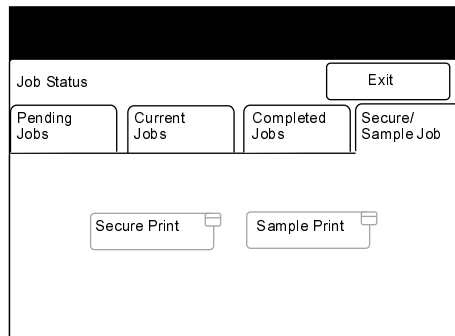 Job Status
Exit
Pending
Jobs
Current
Jobs
Completed
Jobs
Secure/
Sample Job
Secure Print
Sample Print